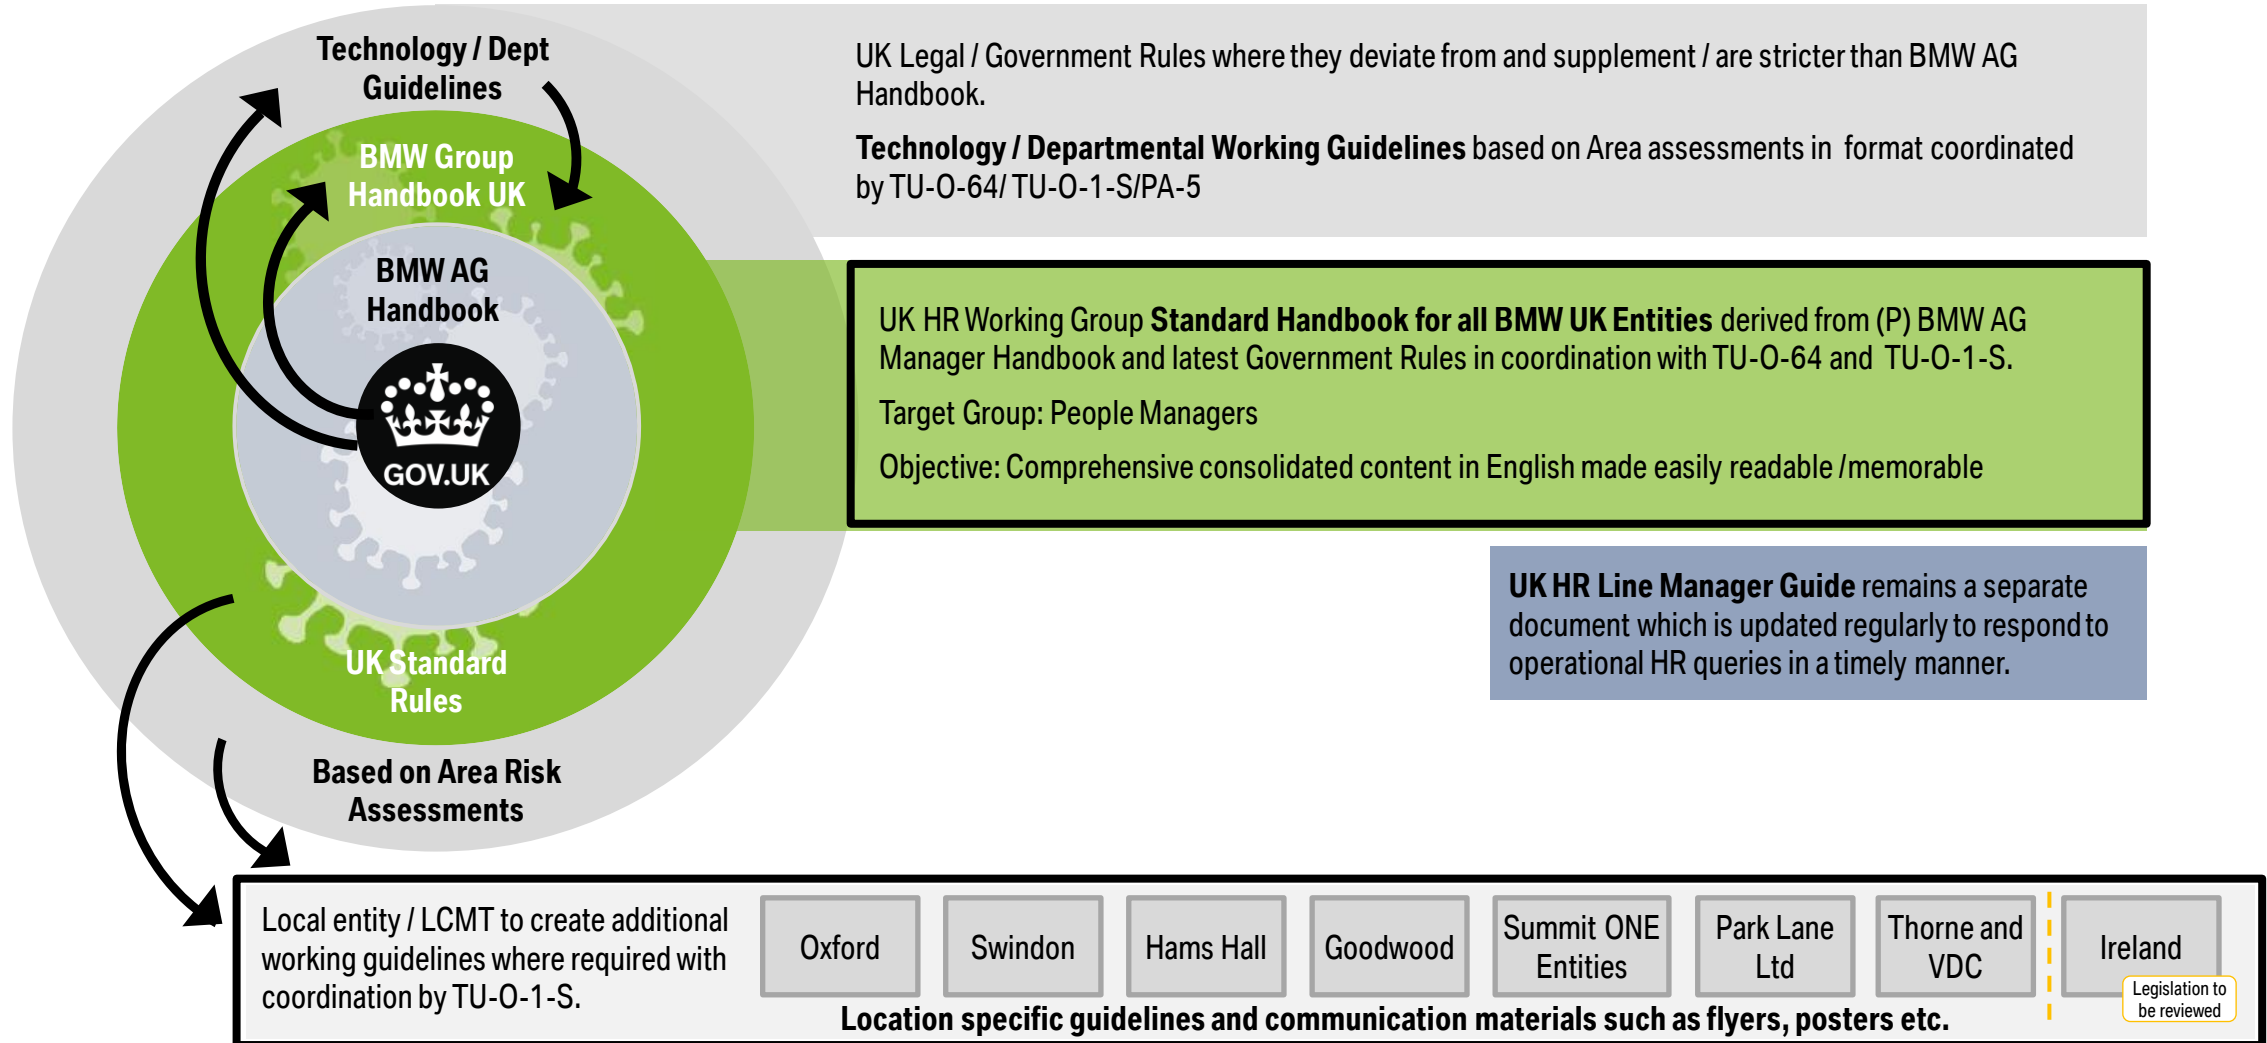 Technology / Dept
Guidelines
BMW Group
Handbook UK
BMW AG
Handbook
GOV.UK
UK Standard
Rules
Based on Area Risk
Assessments
UK Legal / Government Rules where they deviate from and supplement / are stricter than BMW AG
Handbook.
Technology / Departmental Working Guidelines based on Area assessments in format coordinated
by TU-O-64/ TU-O-1-S/PA-5
UK HR Working Group Standard Handbook for all BMW UK Entities derived from (P) BMW AG
Manager Handbook and latest Government Rules in coordination with TU-O-64 and TU-O-1-S.
Target Group: People Managers
Objective: Comprehensive consolidated content in English made easily readable /memorable
UK HR Line Manager Guide remains a separate
document which is updated regularly to respond to
operational HR queries in a timely manner.
Local entity / LCMT to create additional
working guidelines where required with
coordination by TU-O-1-S.
Oxford
Swindon
Hams Hall
Goodwood
Summit ONE
Entities
Park Lane
Ltd
Thorne and
VDC
Ireland
Legislation to
be reviewed
Location specific guidelines and communication materials such as flyers, posters etc.